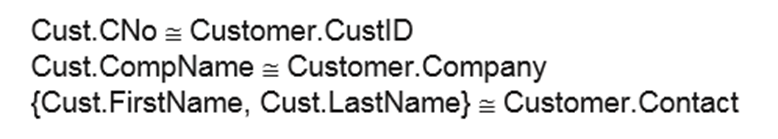 Cust.CNo ≅ Customer.CustID
Cust.CompName ≅ Customer.Company
{Cust.FirstName, Cust.LastName} ≅ Customer.Contact